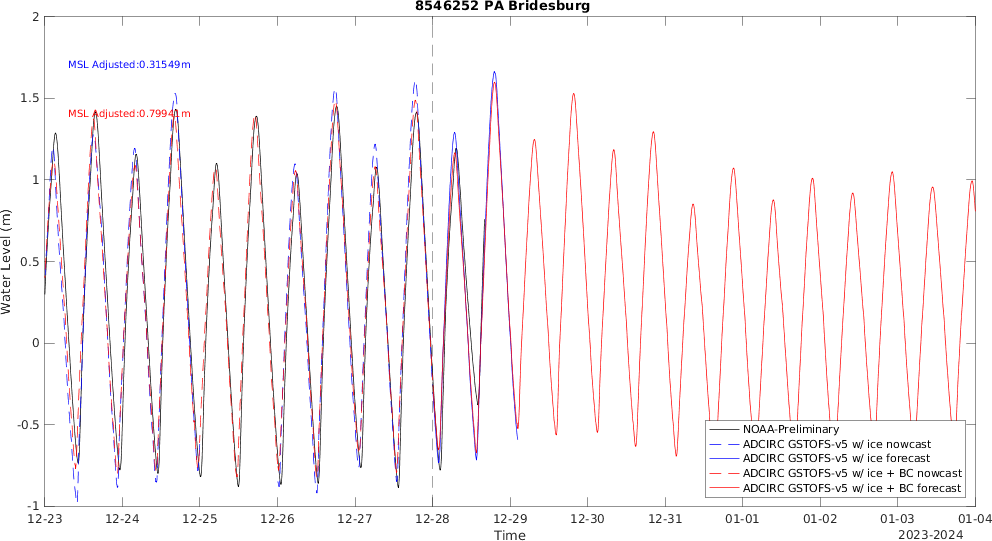 8546252 PA Bridesburg
2
1.5
1
0.5
0
-0.5
-1
Water Level (m)
MSL Adjusted:0.31549m
MSL Adjusted:0.79941m
NOAA-Preliminary
ADCIRC GSTOFS-v5 w/ ice nowcast
ADCIRC GSTOFS-v5 w/ ice forecast
ADCIRC GSTOFS-v5 w/ ice + BC nowcast
ADCIRC GSTOFS-v5 w/ ice + BC forecast
12-23 12-24 12-25 12-26 12-27 12-28 12-29 12-30 12-31 01-01 01-02 01-03 01-04
Time
2023-2024